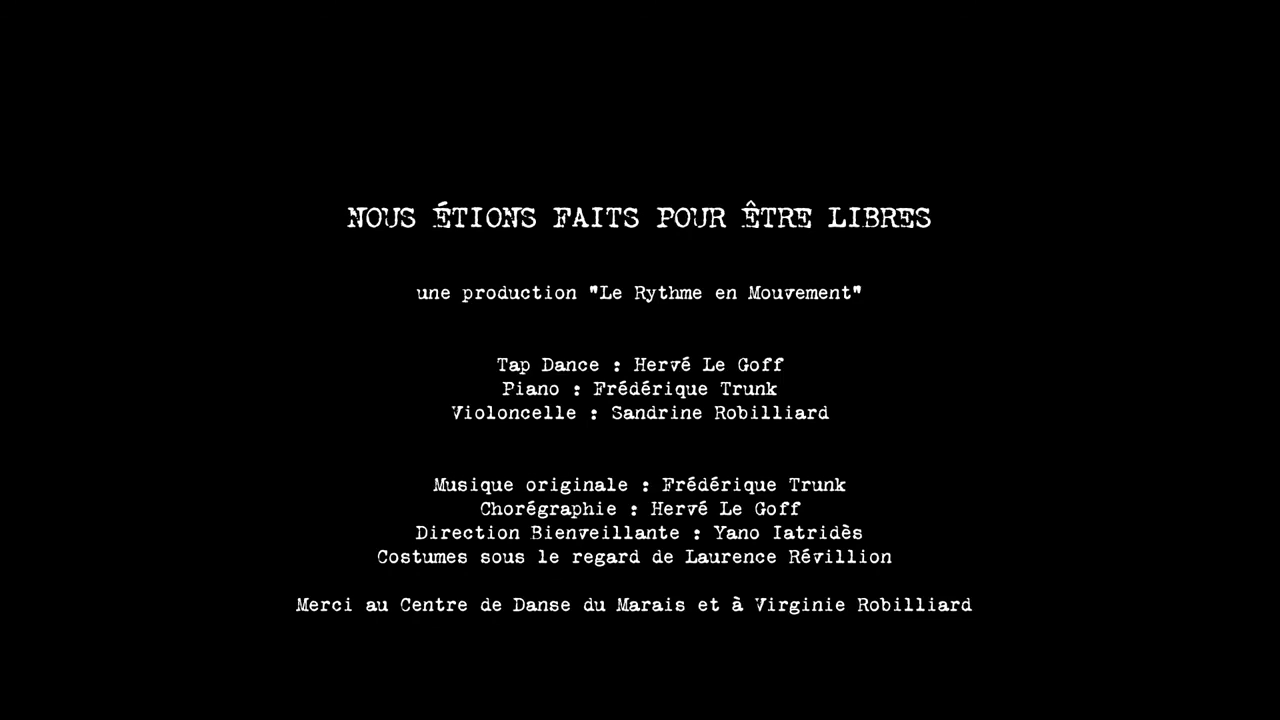 NOUS ÉTIONS FAITS POUR ÊTRE LIBRES
une production "Le Rythme en Mouvement"
Tap Dance : Hervé Le Goff
Piano : Frédérique Trunk
Violoncelle : Sandrine Robilliard
Musique originale : Frédérique Trunk
Chorégraphie : Hervé Le Goff
Direction Bienveillante : Yano Iatridès
Costumes sous le regard de Laurence Révillion
Merci au Centre de Danse du Marais et à Virginie Robilliard